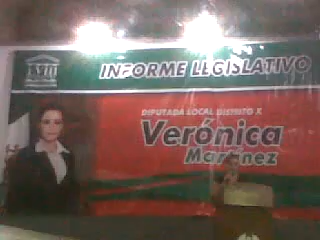 INFORME LEGISLATIVO
DIPUTADA LOCAL DISTRITO X
Verónica
Martínez